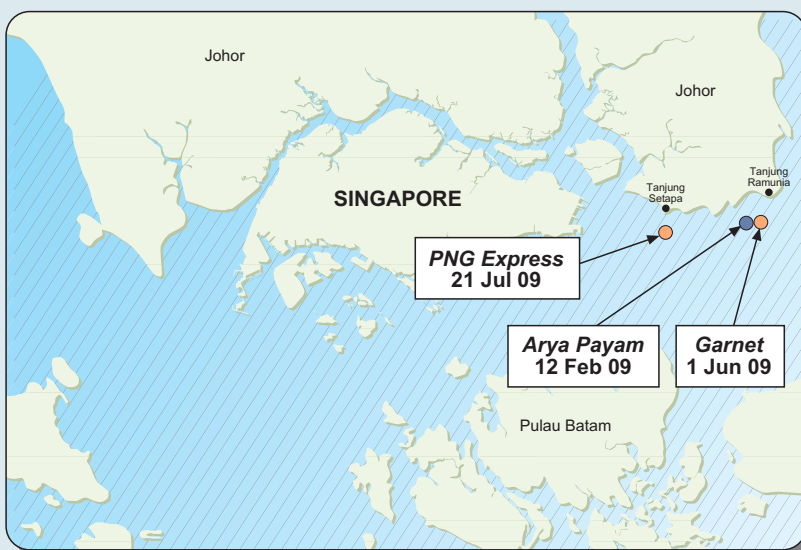 Johor
Johor
Tanjung
Ramunia
Tanjung
Setapa
SINGAPORE
PNG Express
21 Jul 09
Arya Payam
12 Feb 09
Garnet
1 Jun 09
Pulau Batam